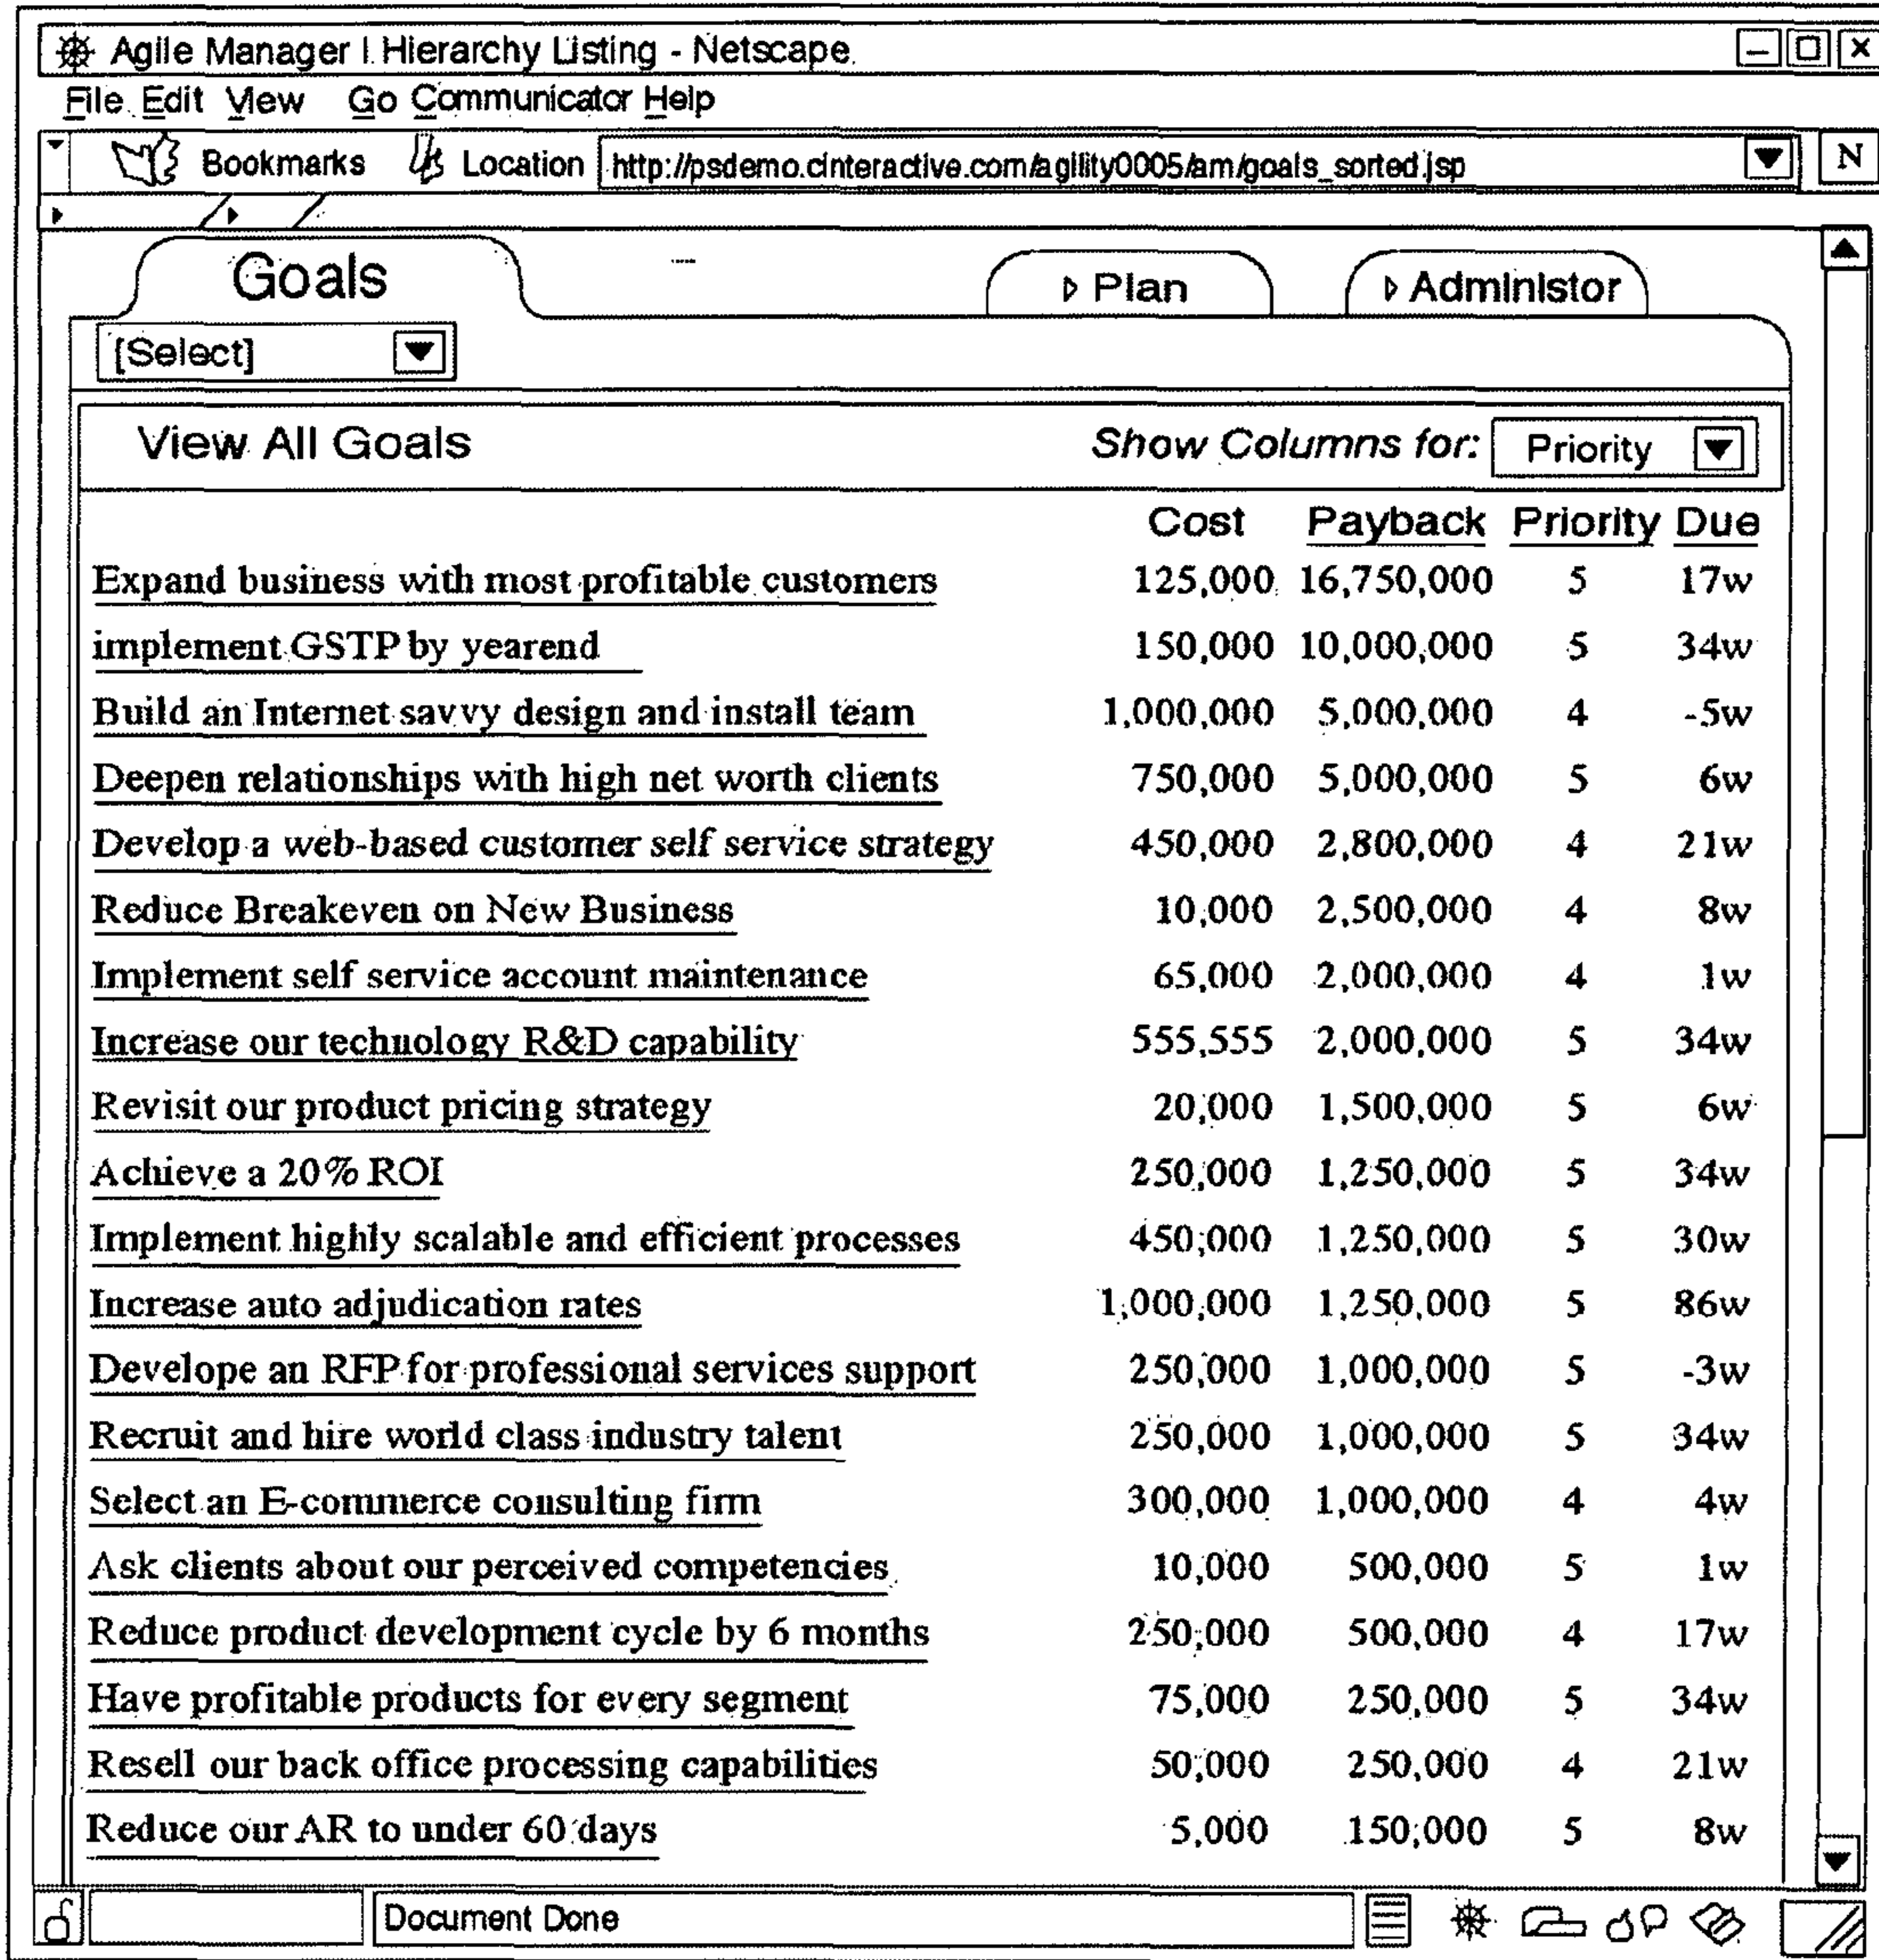 Agile Manager | Hierarchy Listing - Netscape
File Edit View Go Communicator Help
Bookmarks Location http://psdemo.cinteractive.com/agility0005/am/goals_sorted.jsp N
Goals Plan Administor
[Select]
View All Goals Show Columns for: Priority
Cost Payback Priority Due
Expand business with most profitable customers 125,000 16,750,000 5 17w
implement GSTP by yearend 150,000 10,000,000 5 34w
Build an Internet savvy design and install team 1,000,000 5,000,000 4 -5w
Deepen relationships with high net worth clients 750,000 5,000,000 5 6w
Develop a web-based customer self service strategy 450,000 2,800,000 4 21w
Reduce Breakeven on New Business 10,000 2,500,000 4 8w
Implement self service account maintenance 65,000 2,000,000 4 1w
Increase our technology R&D capability 555,555 2,000,000 5 34w
Revisit our product pricing strategy 20,000 1,500,000 5 6w
Achieve a 20% ROI 250,000 1,250,000 5 34w
Implement highly scalable and efficient processes 450,000 1,250,000 5 30w
Increase auto adjudication rates 1,000,000 1,250,000 5 86w
Develope an RFP for professional services support 250,000 1,000,000 5 -3w
Recruit and hire world class industry talent 250,000 1,000,000 5 34w
Select an E-commerce consulting firm 300,000 1,000,000 4 4w
Ask clients about our perceived competencies 10,000 500,000 5 1w
Reduce product development cycle by 6 months 250,000 500,000 4 17w
Have profitable products for every segment 75,000 250,000 5 34w
Resell our back office processing capabilities 50,000 250,000 4 21w
Reduce our AR to under 60 days 5,000 150,000 5 8w
Document Done